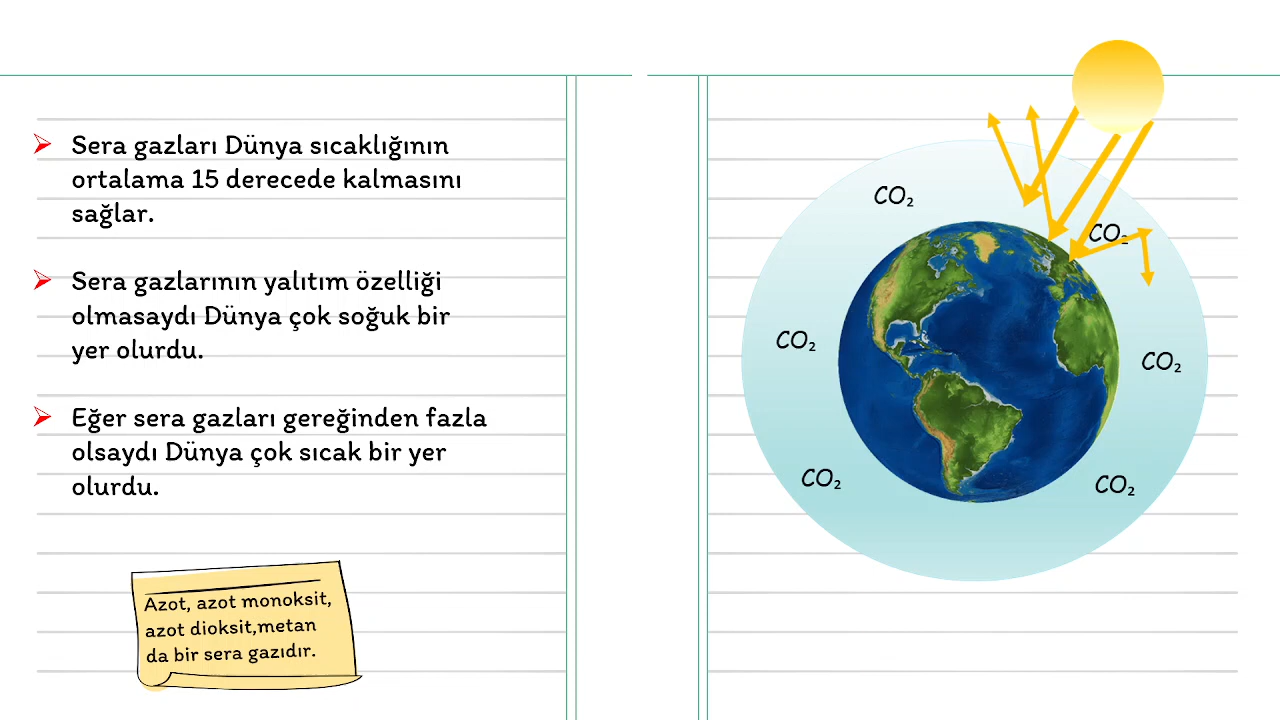 Sera gazları Dünya sıcaklığının
ortalama 15 derecede kalmasını
sağlar.
Sera gazlarının yalıtım özelliği
olmasaydı Dünya çok soğuk bir
yer olurdu.
Eğer sera gazları gereğinden fazla
olsaydı Dünya çok sıcak bir yer
olurdu.
Azot, azot monoksit,
azot dioksit,metan
da bir sera gazıdır.
CO₂
CO₂
CO₂
CO₂
CO₂
CO₂